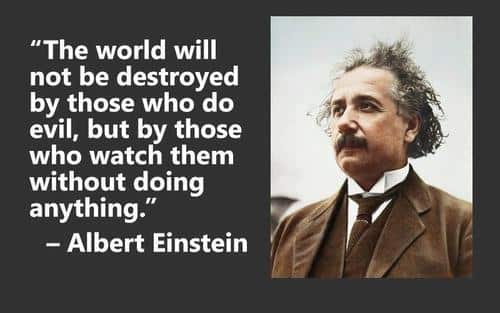 “The world will
not be destroyed
by those who do
evil, but by those
who watch them
without doing
anything.”
– Albert Einstein